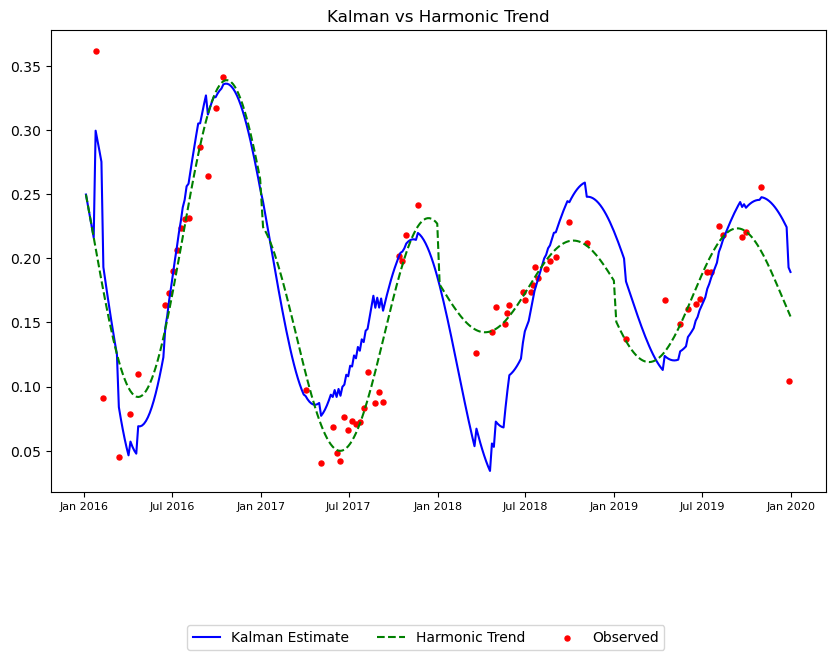 Kalman vs Harmonic Trend
0.35
0.30
0.25
0.20
0.15
0.10
0.05
Jan 2016 Jul 2016 Jan 2017 Jul 2017 Jan 2018 Jul 2018 Jan 2019 Jul 2019 Jan 2020
Kalman Estimate Harmonic Trend Observed